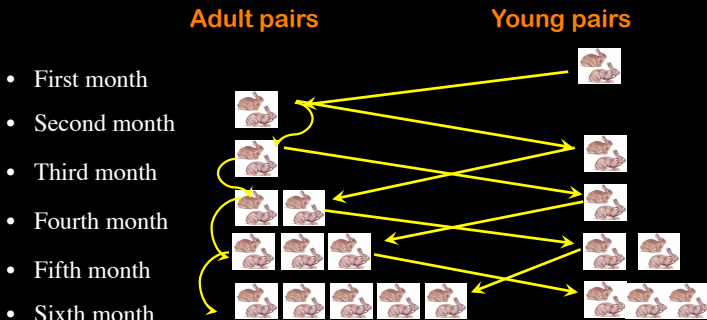 Adult pairs Young pairs
• First month
• Second month
• Third month
• Fourth month
• Fifth month
• Sixth month